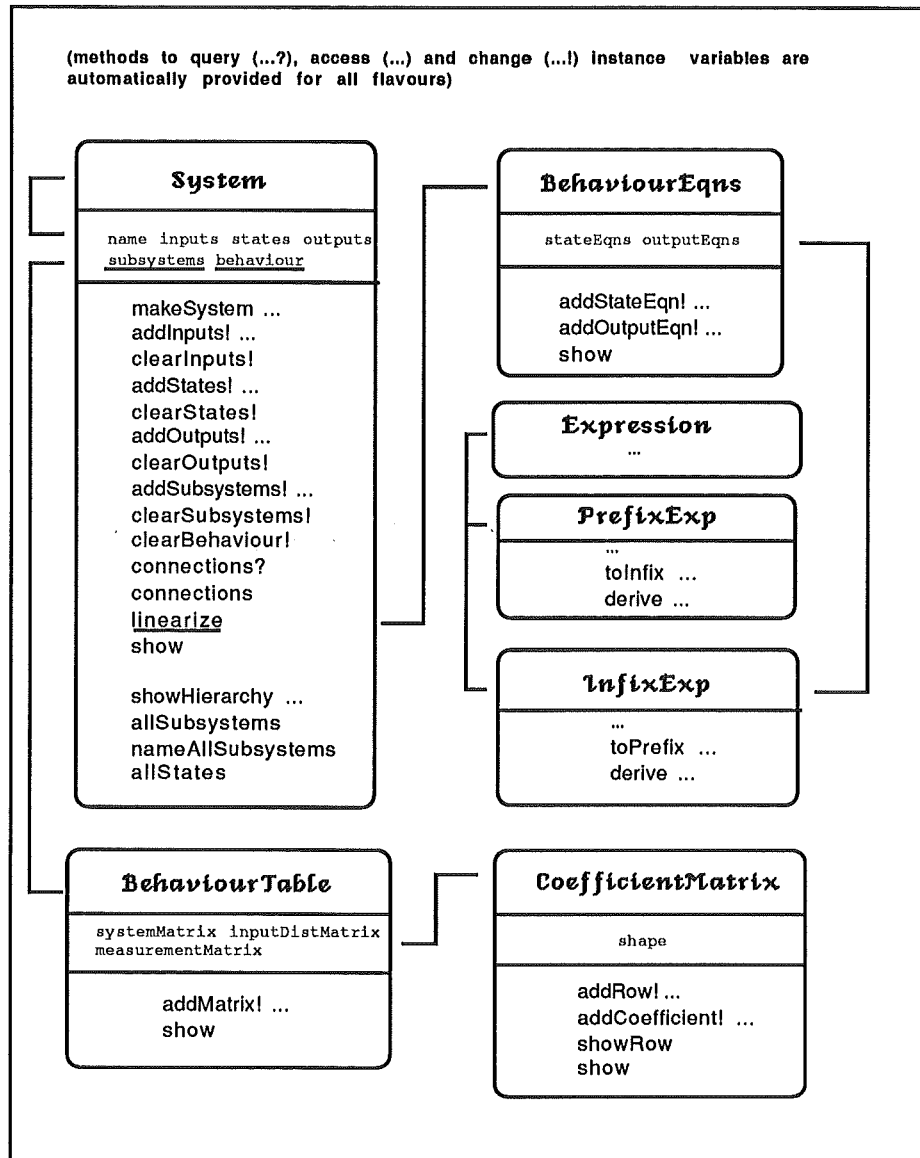 (methods to query (...?), access (...) and change (...!) instance variables are
automatically provided for all flavours)
System
name inputs states outputs
subsystems behaviour
makeSystem ...
addInputs! ...
clearInputs!
addStates! ...
clearStates!
addOutputs! ...
clearOutputs!
addSubsystems! ...
clearSubsystems!
clearBehaviour!
connections?
connections
linearize
show
showHierarchy ...
allSubsystems
nameAllSubsystems
allStates
BehaviourEqns
stateEqns outputEqns
addStateEqn! ...
addOutputEqn! ...
show
Expression
...
PrefixExp
...
toInfix ...
derive ...
InfixExp
...
toPrefix ...
derive ...
BehaviourTable
systemMatrix inputDistMatrix
measurementMatrix
addMatrix! ...
show
CoefficientMatrix
shape
addRow! ...
addCoefficient! ...
showRow
show